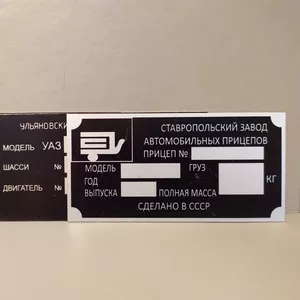 УЛЬЯНОВСКИ
МОДЕЛЬ УАЗ
ШАССИ №
ДВИГАТЕЛЬ №
СТАВРОПОЛЬСКИЙ ЗАВОД
АВТОМОБИЛЬНЫХ ПРИЦЕПОВ
ПРИЦЕП №
МОДЕЛЬ ГРУЗ
КГ
ГОД
ВЫПУСКА ПОЛНАЯ МАССА
СДЕЛАНО В СССР